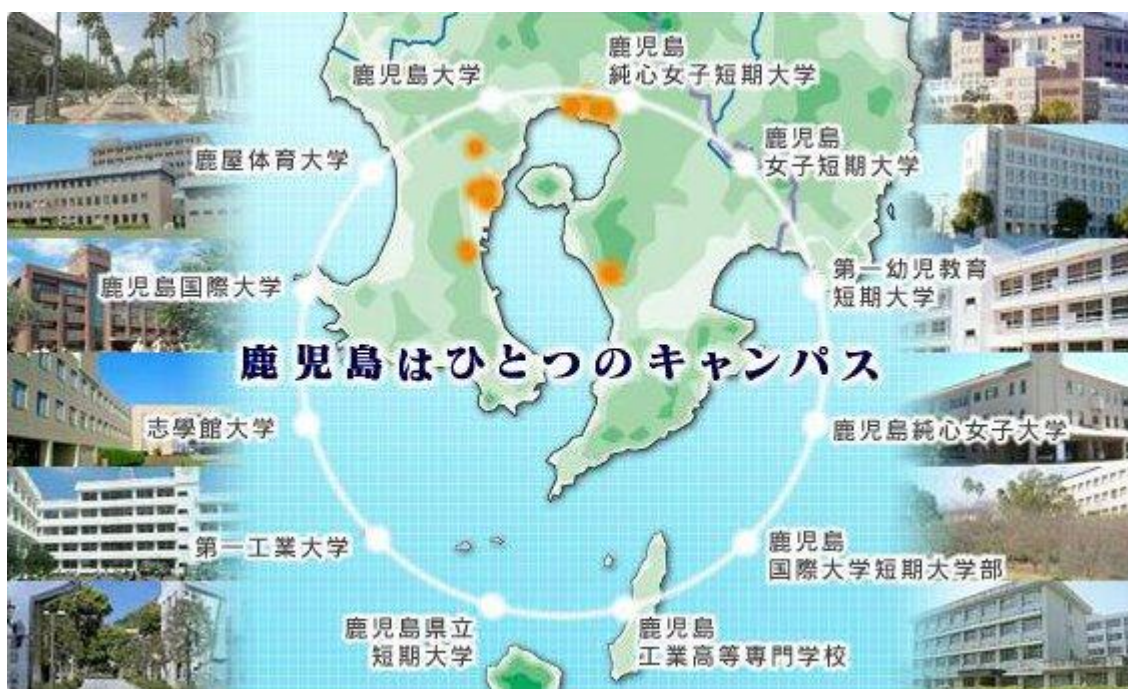 鹿児島大学
鹿児島
純心女子短期大学
鹿屋体育大学
鹿児島
女子短期大学
鹿児島国際大学
第一幼児教育
短期大学
鹿児島はひとつのキャンパス
志學館大学
鹿児島純心女子大学
第一工業大学
鹿児島
国際大学短期大学部
鹿児島県立
短期大学
鹿児島
工業高等専門学校